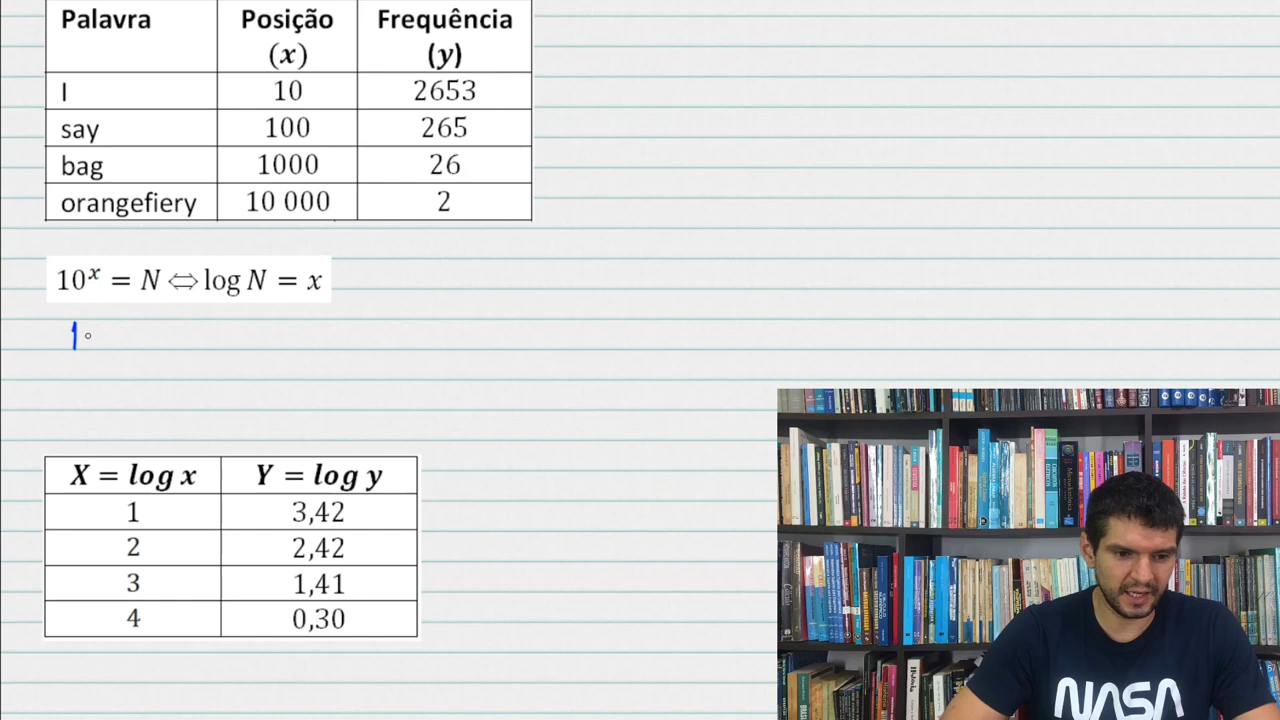 Palavra Posição (x) Frequência (y)
I 10 2653
say 100 265
bag 1000 26
orangefiery 10 000 2
10ˣ = N ⇔ log N = x
1
X = log x Y = log y
1 3,42
2 2,42
3 1,41
4 0,30
NASA